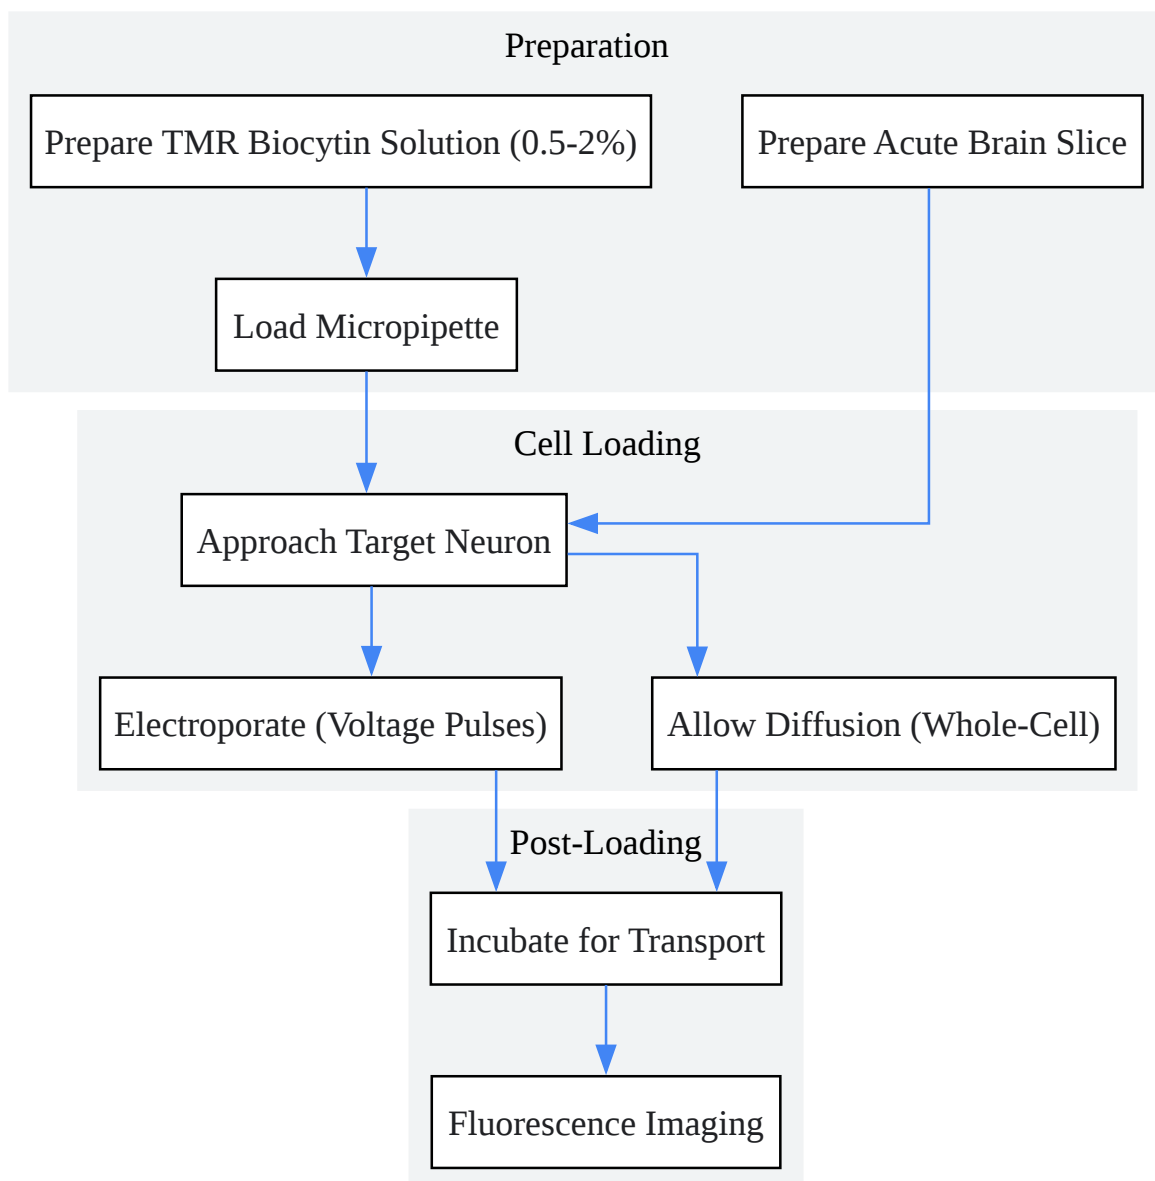 Preparation
Prepare TMR Biocytin Solution (0.5-2%)
Prepare Acute Brain Slice
Load Micropipette
Cell Loading
Approach Target Neuron
Electroporate (Voltage Pulses)
Allow Diffusion (Whole-Cell)
Post-Loading
Incubate for Transport
Fluorescence Imaging